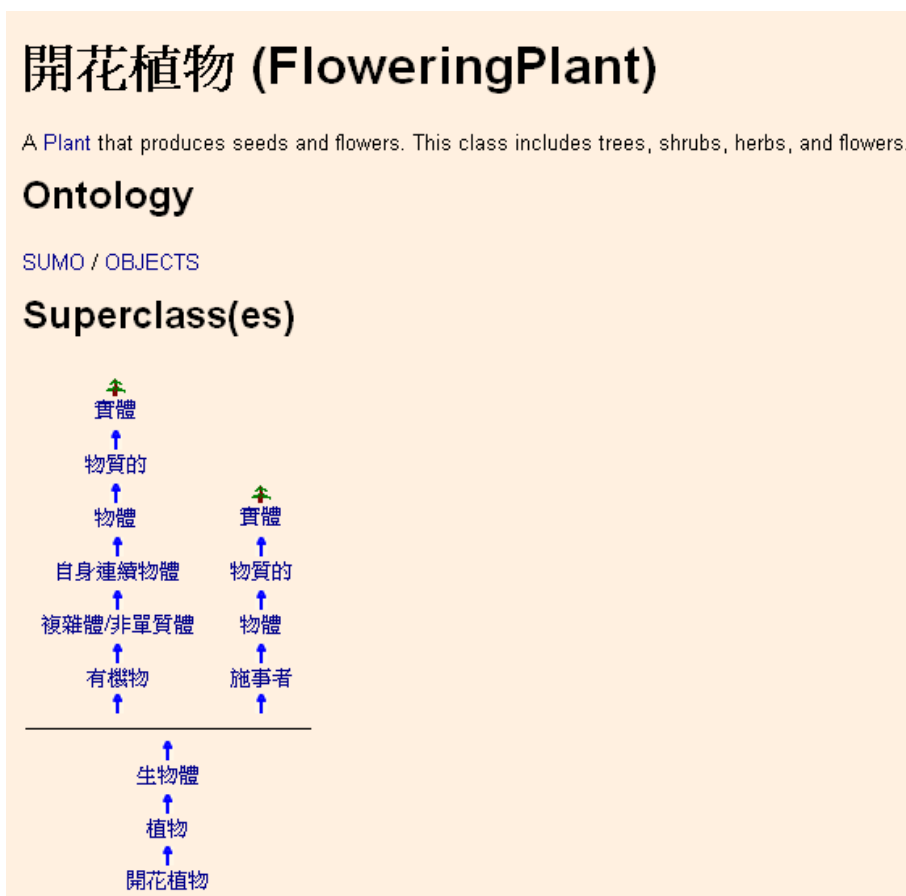 開花植物 (FloweringPlant)
A Plant that produces seeds and flowers. This class includes trees, shrubs, herbs, and flowers.
Ontology
SUMO / OBJECTS
Superclass(es)
實體
物質的
物體 實體
自身連續物體 物質的
複雜體/非單質體 物體
有機物 施事者
生物體
植物
開花植物